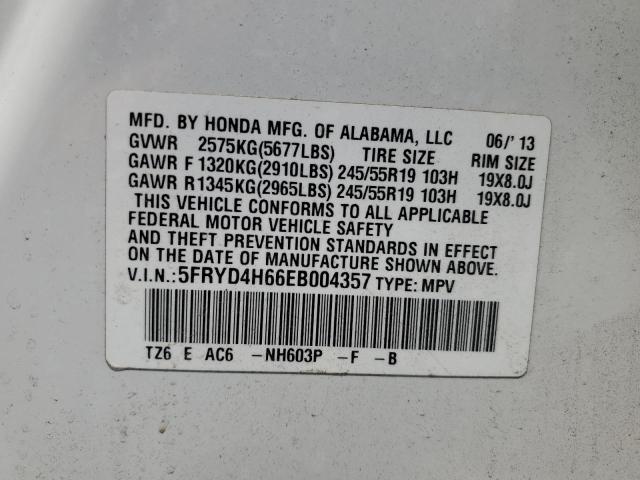 MFD. BY HONDA MFG. OF ALABAMA, LLC 06/'13
GVWR 2575KG(5677LBS) TIRE SIZE RIM SIZE
GAWR F 1320KG(2910LBS) 245/55R19 103H 19X8.0J
GAWR R1345KG(2965LBS) 245/55R19 103H 19X8.0J
THIS VEHICLE CONFORMS TO ALL APPLICABLE
FEDERAL MOTOR VEHICLE SAFETY
AND THEFT PREVENTION STANDARDS IN EFFECT
ON THE DATE OF MANUFACTURE SHOWN ABOVE.
V.I.N.:5FRYD4H66EB004357 TYPE: MPV
TZ6 E AC6 -NH603P -F -B